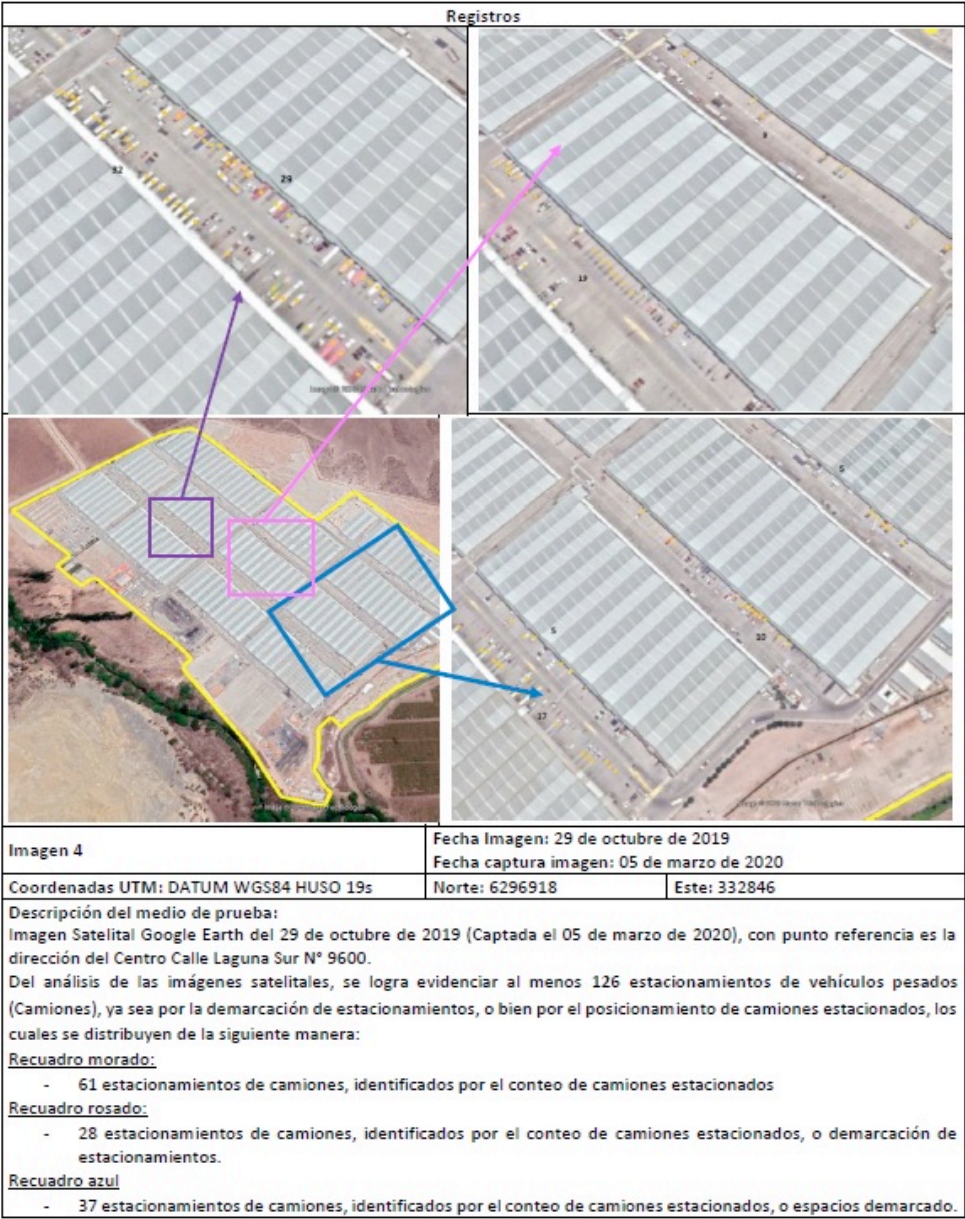 Registros
32
29
9
19
5
5
10
17
Imagen 4
Fecha Imagen: 29 de octubre de 2019
Fecha captura imagen: 05 de marzo de 2020
Coordenadas UTM: DATUM WGS84 HUSO 19s
Norte: 6296918
Este: 332846
Descripción del medio de prueba:
Imagen Satelital Google Earth del 29 de octubre de 2019 (Captada el 05 de marzo de 2020), con punto referencia es la
dirección del Centro Calle Laguna Sur N° 9600.
Del análisis de las imágenes satelitales, se logra evidenciar al menos 126 estacionamientos de vehículos pesados
(Camiones), ya sea por la demarcación de estacionamientos, o bien por el posicionamiento de camiones estacionados, los
cuales se distribuyen de la siguiente manera:
Recuadro morado:
- 61 estacionamientos de camiones, identificados por el conteo de camiones estacionados
Recuadro rosado:
- 28 estacionamientos de camiones, identificados por el conteo de camiones estacionados, o demarcación de
estacionamientos.
Recuadro azul
- 37 estacionamientos de camiones, identificados por el conteo de camiones estacionados, o espacios demarcado.